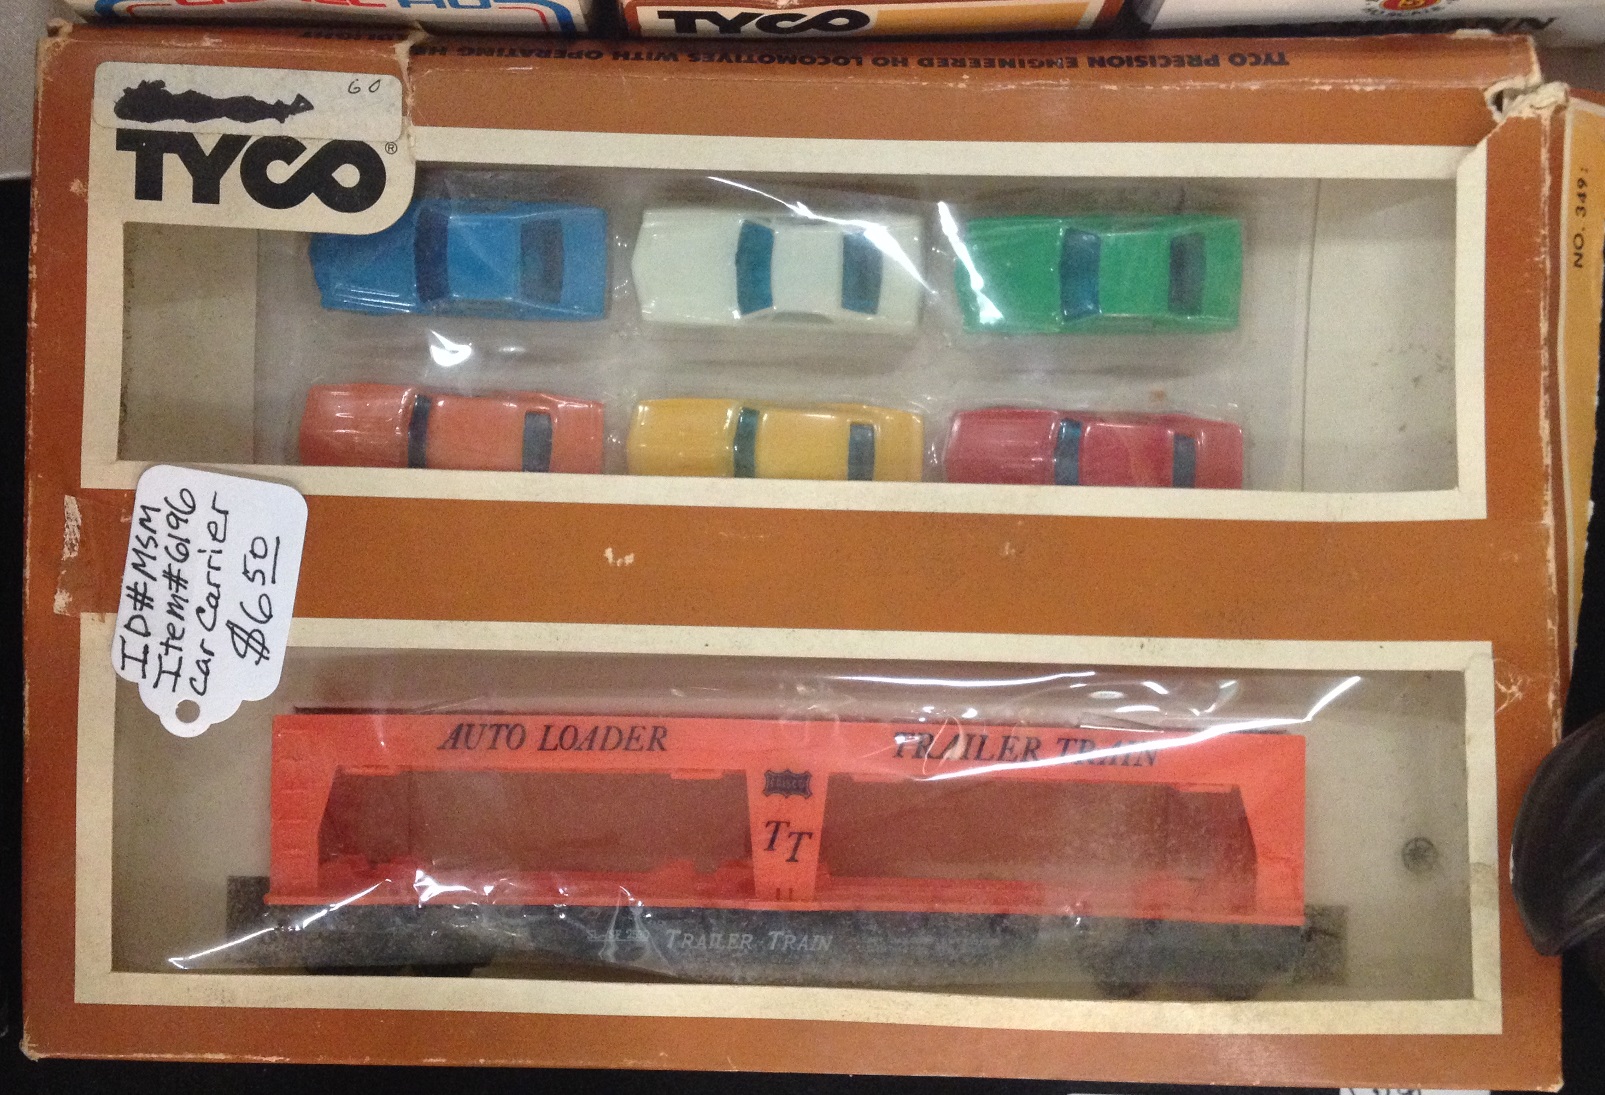 TYCO
TYCO PRECISION ENGINEERED HO LOCOMOTIVES WITH OPERATING
60
TYCO®
NO. 349
ID#MSM
Item#6196
Car Carrier
$6 50
AUTO LOADER TRAILER TRAIN
TT
TRAILER TRAIN